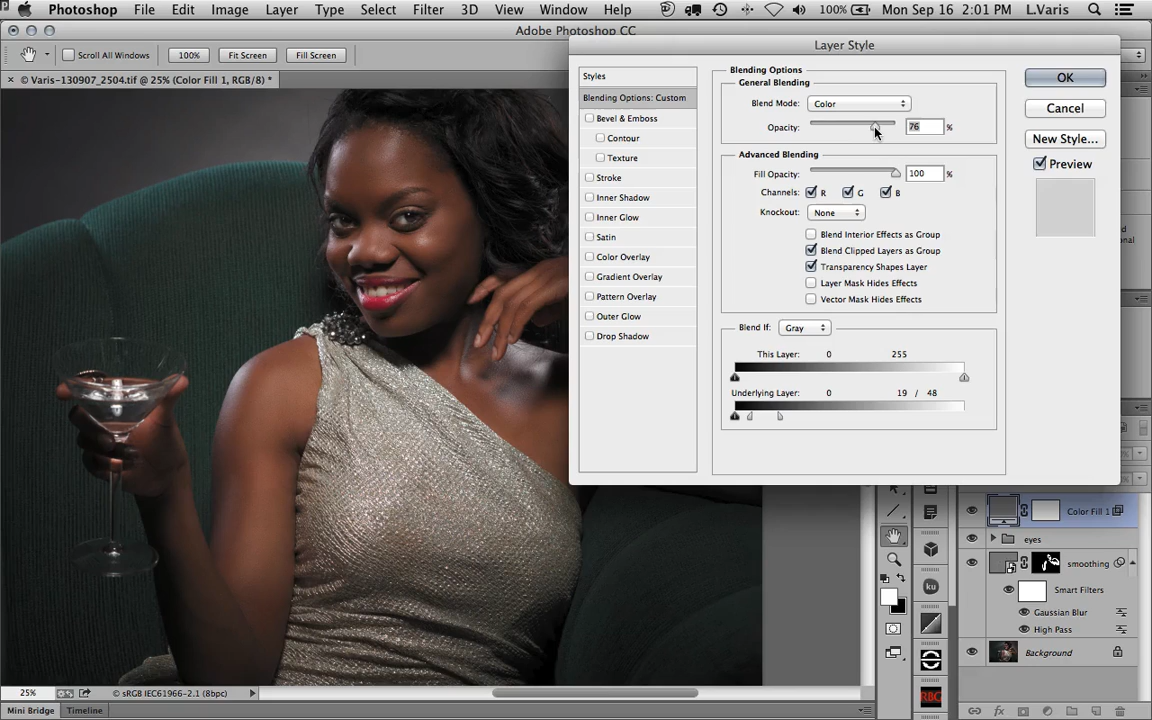 Photoshop File Edit Image Layer Type Select Filter 3D View Window Help 100% Mon Sep 16 2:01 PM L.Varis
Adobe Photoshop CC
Scroll All Windows 100% Fit Screen Fill Screen
× © Varis-130907_2504.tif @ 25% (Color Fill 1, RGB/8) *
Layer Style
Styles
Blending Options: Custom
Bevel & Emboss
Contour
Texture
Stroke
Inner Shadow
Inner Glow
Satin
Color Overlay
Gradient Overlay
Pattern Overlay
Outer Glow
Drop Shadow
Blending Options
General Blending
Blend Mode: Color
Opacity: 76 %
Advanced Blending
Fill Opacity: 100 %
Channels: R G B
Knockout: None
Blend Interior Effects as Group
Blend Clipped Layers as Group
Transparency Shapes Layer
Layer Mask Hides Effects
Vector Mask Hides Effects
Blend If: Gray
This Layer: 0 255
Underlying Layer: 0 19 / 48
OK
Cancel
New Style...
Preview
Color Fill 1
eyes
smoothing
Smart Filters
Gaussian Blur
High Pass
Background
ku
RBG
fx
25% © sRGB IEC61966-2.1 (8bpc)
Mini Bridge Timeline